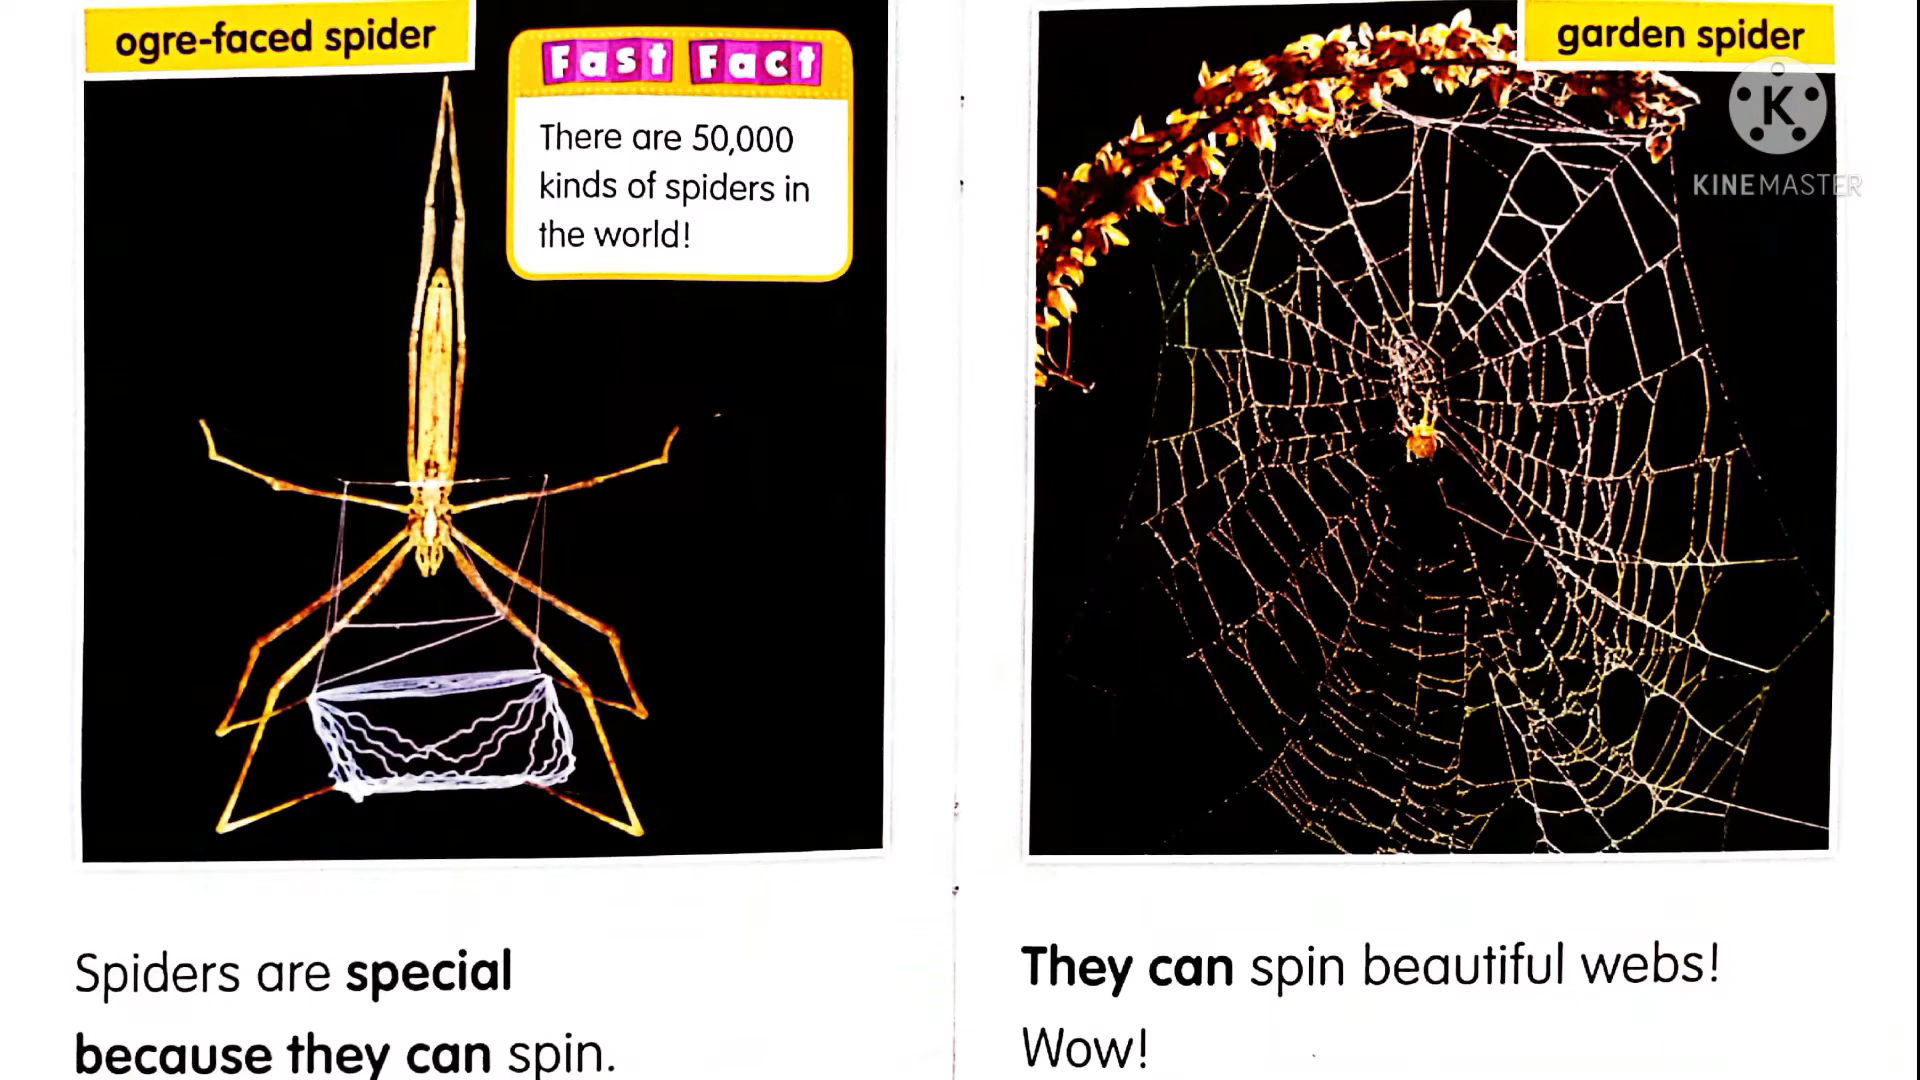 ogre-faced spider
Fast Fact
There are 50,000
kinds of spiders in
the world!
Spiders are special
because they can spin.
garden spider
KINEMASTER
They can spin beautiful webs!
Wow!